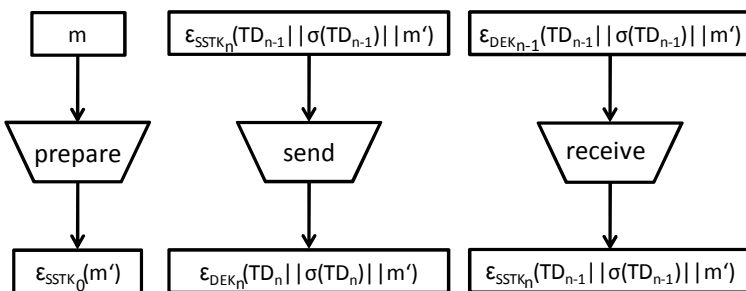 m
ε_SSTK_n(TD_n-1||σ(TD_n-1)||m‘)
ε_DEK_n-1(TD_n-1||σ(TD_n-1)||m‘)
prepare
send
receive
ε_SSTK_0(m‘)
ε_DEK_n(TD_n||σ(TD_n)||m‘)
ε_SSTK_n(TD_n-1||σ(TD_n-1)||m‘)